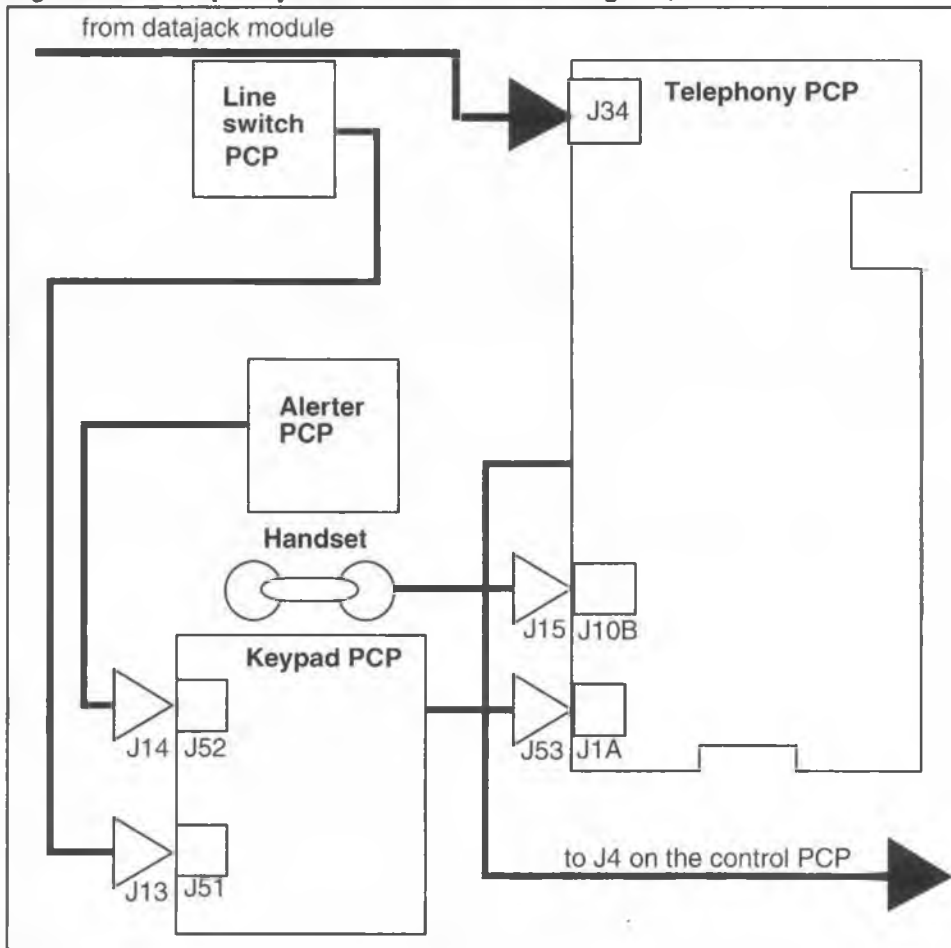 from datajack module
Line
switch
PCP
J34
Telephony PCP
Alerter
PCP
Handset
J15
J10B
Keypad PCP
J14
J52
J53
J1A
J13
J51
to J4 on the control PCP